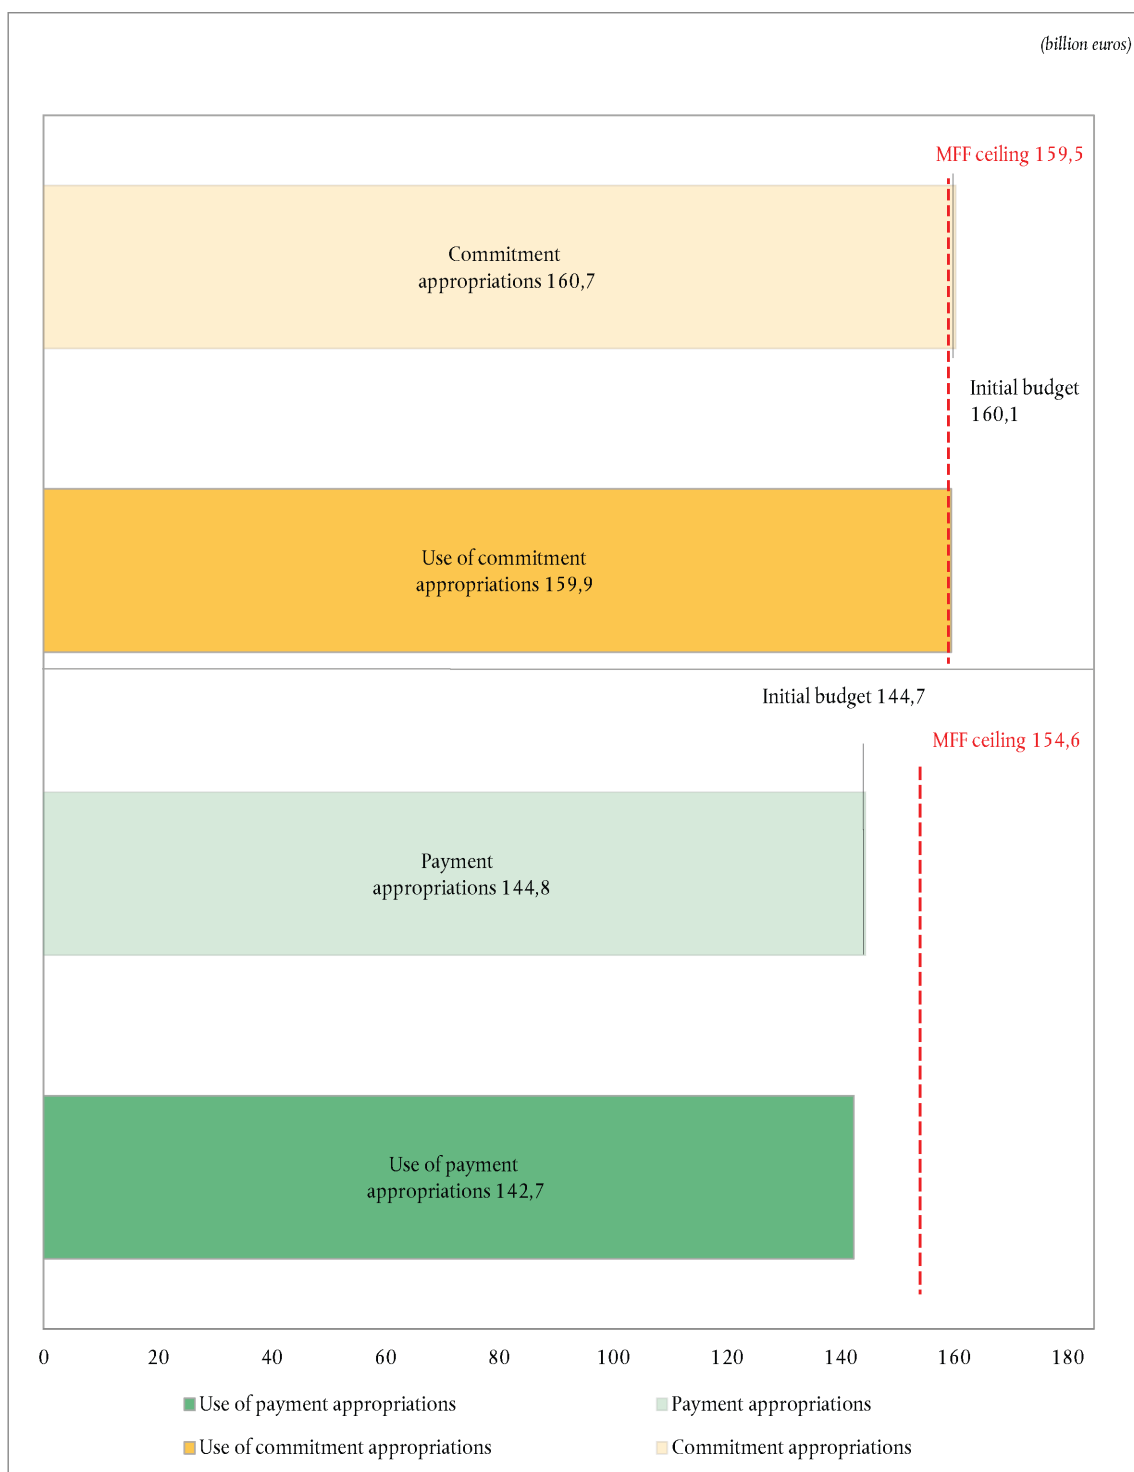 (billion euros)
MFF ceiling 159,5
Commitment
appropriations 160,7
Initial budget
160,1
Use of commitment
appropriations 159,9
Initial budget 144,7
MFF ceiling 154,6
Payment
appropriations 144,8
Use of payment
appropriations 142,7
0 20 40 60 80 100 120 140 160 180
Use of payment appropriations Payment appropriations
Use of commitment appropriations Commitment appropriations